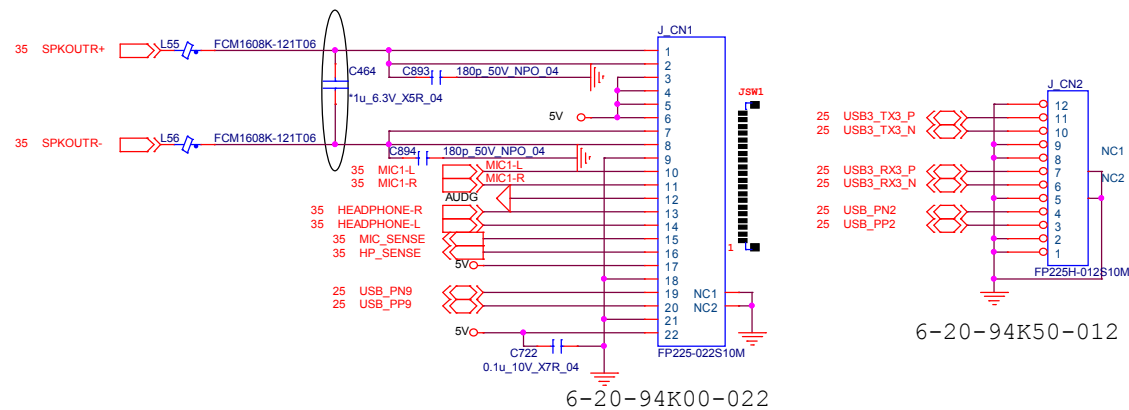 J_CN1
35 SPKOUTR+ L55 FCM1608K-121T06
C464
*1u_6.3V_X5R_04
C893 180p_50V_NPO_04
5V
35 SPKOUTR- L56 FCM1608K-121T06
C894 180p_50V_NPO_04
35 MIC1-L MIC1-L
35 MIC1-R MIC1-R
AUDG
35 HEADPHONE-R
35 HEADPHONE-L
35 MIC_SENSE
35 HP_SENSE
5V
25 USB_PN9
25 USB_PP9
5V
C722
0.1u_10V_X7R_04
1
2
3
4
5
6
7
8
9
10
11
12
13
14
15
16
17
18
19 NC1
20 NC2
21
22
FP225-022S10M
6-20-94K00-022
JSW1
1
J_CN2
12
25 USB3_TX3_P 11
25 USB3_TX3_N 10
9
8
25 USB3_RX3_P 7
25 USB3_RX3_N 6
5
25 USB_PN2 4
25 USB_PP2 3
2
1
NC1
NC2
FP225H-012S10M
6-20-94K50-012